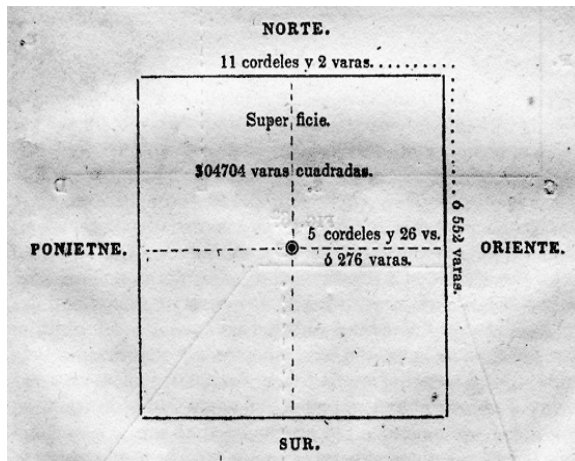 NORTE.
11 cordeles y 2 varas.........
Super ficie.
304704 varas cuadradas.
5 cordeles y 26 vs.
ó 276 varas.
PONIETNE.
ORIENTE.
ó 552 varas.
SUR.